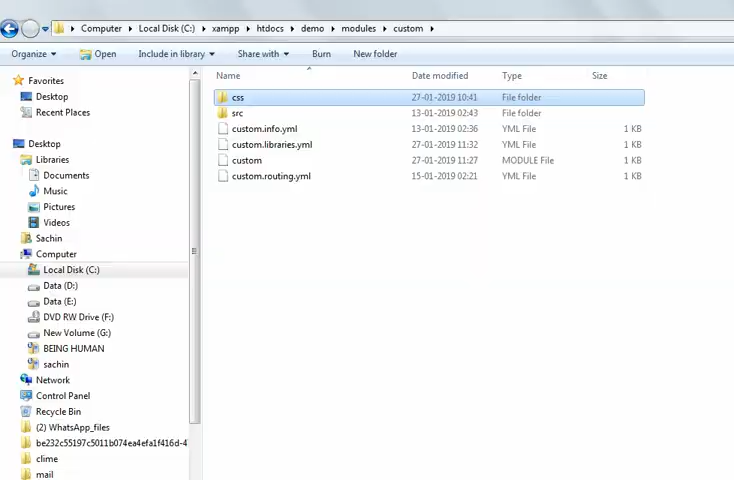 Computer Local Disk (C:) xampp htdocs demo modules custom
Organize Open Include in library Share with Burn New folder
Name Date modified Type Size
css 27-01-2019 10:41 File folder
src 13-01-2019 02:43 File folder
custom.info.yml 13-01-2019 02:36 YML File 1 KB
custom.libraries.yml 27-01-2019 11:32 YML File 1 KB
custom 27-01-2019 11:27 MODULE File 1 KB
custom.routing.yml 15-01-2019 02:21 YML File 1 KB
Favorites
Desktop
Recent Places
Desktop
Libraries
Documents
Music
Pictures
Videos
Sachin
Computer
Local Disk (C:)
Data (D:)
Data (E:)
DVD RW Drive (F:)
New Volume (G:)
BEING HUMAN
sachin
Network
Control Panel
Recycle Bin
(2) WhatsApp_files
be232c55197c5011b074ea4efa1f416d-4
clime
mail